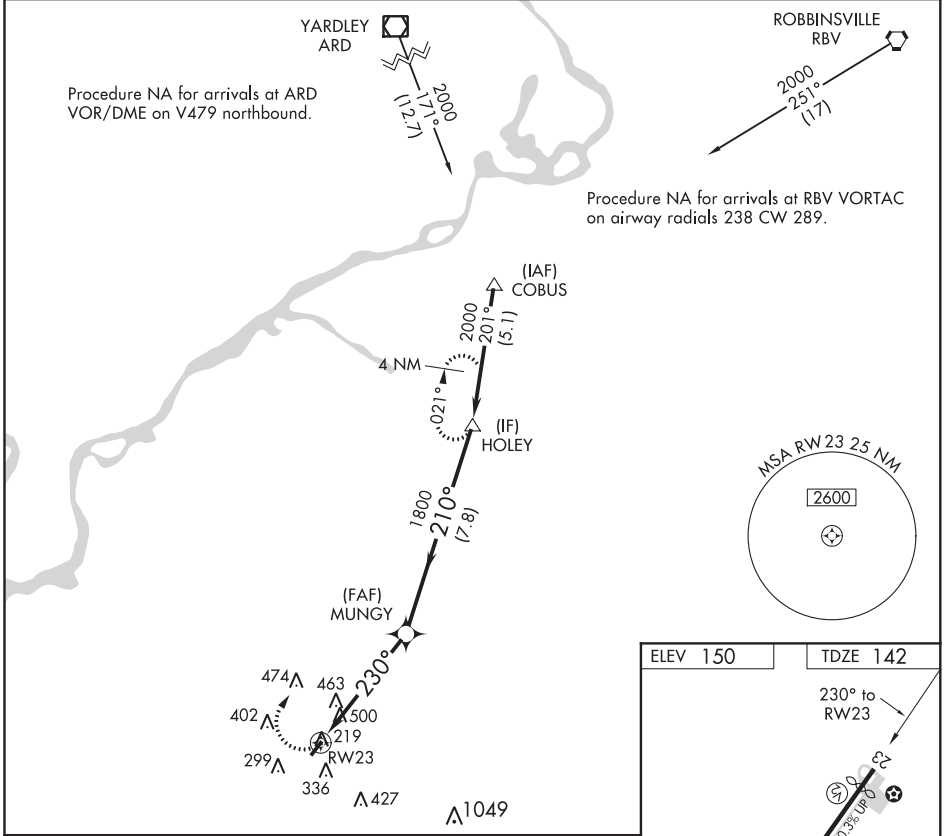 YARDLEY
ARD
ROBBINSVILLE
RBV
Procedure NA for arrivals at ARD
VOR/DME on V479 northbound.
2000
171°
(12.7)
2000
251°
(17)
Procedure NA for arrivals at RBV VORTAC
on airway radials 238 CW 289.
(IAF)
COBUS
2000
201°
(5.1)
4 NM
021°
(IF)
HOLEY
1800
210°
(7.8)
MSA RW23 25 NM
2600
(FAF)
MUNGY
230°
474
463
402
500
219
RW23
299
336
427
1049
ELEV 150
TDZE 142
230° to
RW23
23
0.3% UP